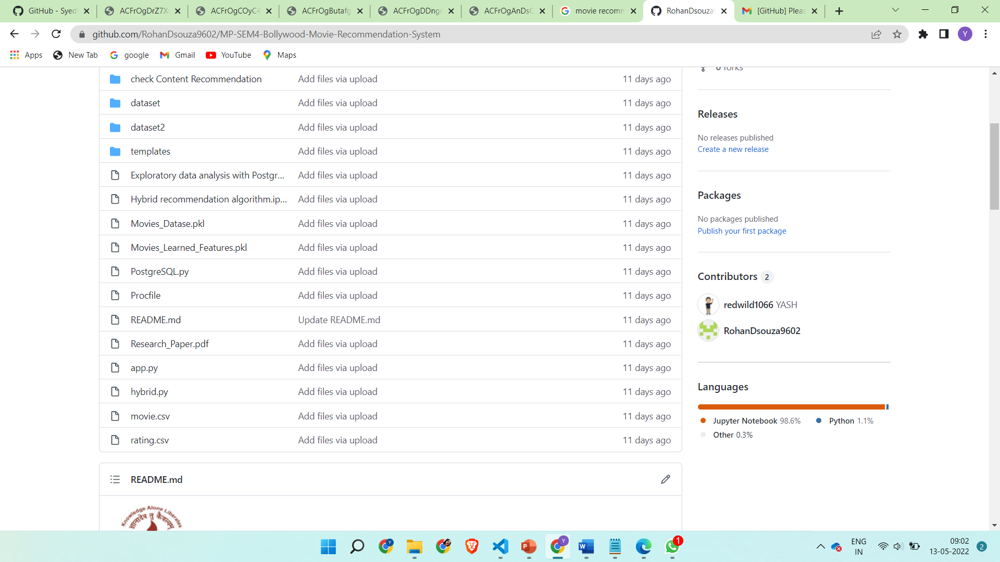 GitHub - Syed
ACFrOgDrZ7X
ACFrOgCOyC4
ACFrOgButafg
ACFrOgDDngr
ACFrOgAnDsC
movie recomm
RohanDsouza
[GitHub] Pleas
github.com/RohanDsouza9602/MP-SEM4-Bollywood-Movie-Recommendation-System
Y
Apps
New Tab
google
Gmail
YouTube
Maps
0 forks
check Content Recommendation Add files via upload 11 days ago
dataset Add files via upload 11 days ago
dataset2 Add files via upload 11 days ago
templates Add files via upload 11 days ago
Exploratory data analysis with Postgr... Add files via upload 11 days ago
Hybrid recommendation algorithm.ip... Add files via upload 11 days ago
Movies_Datase.pkl Add files via upload 11 days ago
Movies_Learned_Features.pkl Add files via upload 11 days ago
PostgreSQL.py Add files via upload 11 days ago
Procfile Add files via upload 11 days ago
README.md Update README.md 11 days ago
Research_Paper.pdf Add files via upload 11 days ago
app.py Add files via upload 11 days ago
hybrid.py Add files via upload 11 days ago
movie.csv Add files via upload 11 days ago
rating.csv Add files via upload 11 days ago
README.md
Knowledge Alone Liberates
ज्ञानादेव तु कैवल्यम्
Releases
No releases published
Create a new release
Packages
No packages published
Publish your first package
Contributors 2
redwild1066 YASH
RohanDsouza9602
Languages
Jupyter Notebook 98.6% Python 1.1%
Other 0.3%
Y
P
Y
W
1
ENG
IN
09:02
13-05-2022
2